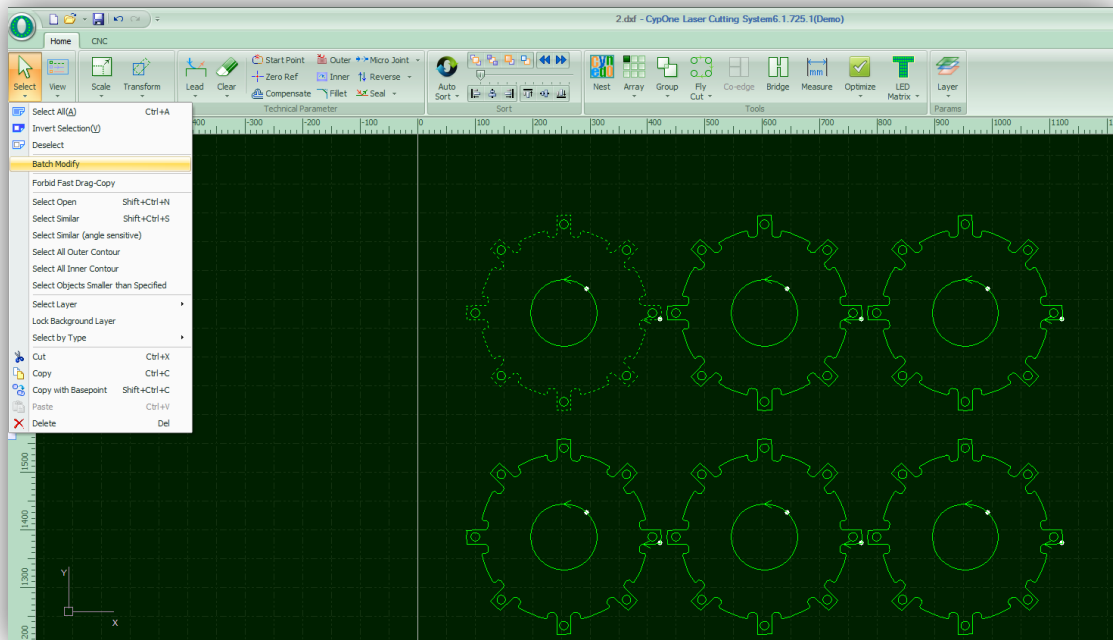 2.dxf - CypOne Laser Cutting System6.1.725.1(Demo)
Home CNC
Start Point Outer Micro Joint
Zero Ref Inner Reverse
Compensate Fillet Seal
Select View Scale Transform Lead Clear Auto Sort Nest Array Group Fly Cut Co-edge Bridge Measure Optimize LED Matrix Layer
Technical Parameter Sort Tools Params
Select All(A) Ctrl+A
Invert Selection(V)
Deselect
Batch Modify
Forbid Fast Drag-Copy
Select Open Shift+Ctrl+N
Select Similar Shift+Ctrl+S
Select Similar (angle sensitive)
Select All Outer Contour
Select All Inner Contour
Select Objects Smaller than Specified
Select Layer
Lock Background Layer
Select by Type
Cut Ctrl+X
Copy Ctrl+C
Copy with Basepoint Shift+Ctrl+C
Paste Ctrl+V
Delete Del
-300 -200 -100 0 100 200 300 400 500 600 700 800 900 1000 1100
1500
1400
1300
Y
X